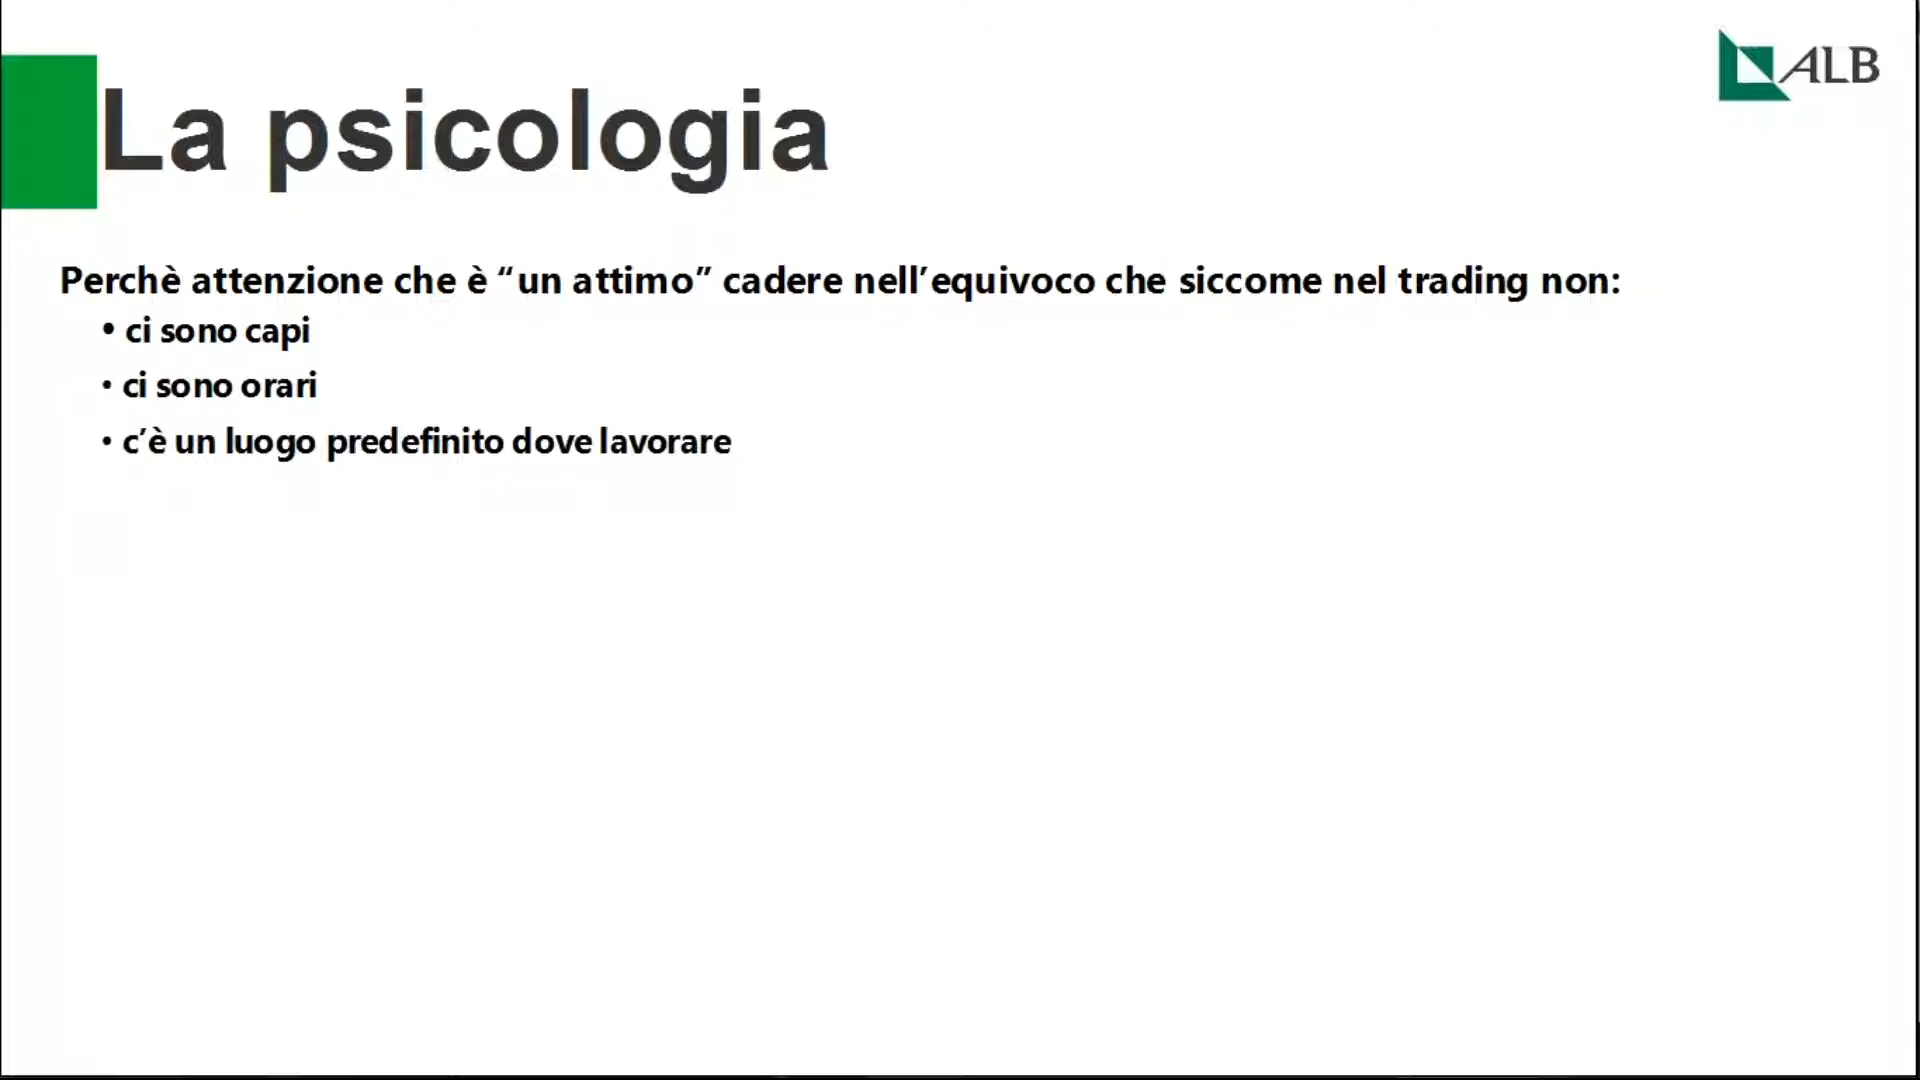 ALB
La psicologia
Perchè attenzione che è “un attimo” cadere nell’equivoco che siccome nel trading non:
• ci sono capi
• ci sono orari
• c’è un luogo predefinito dove lavorare